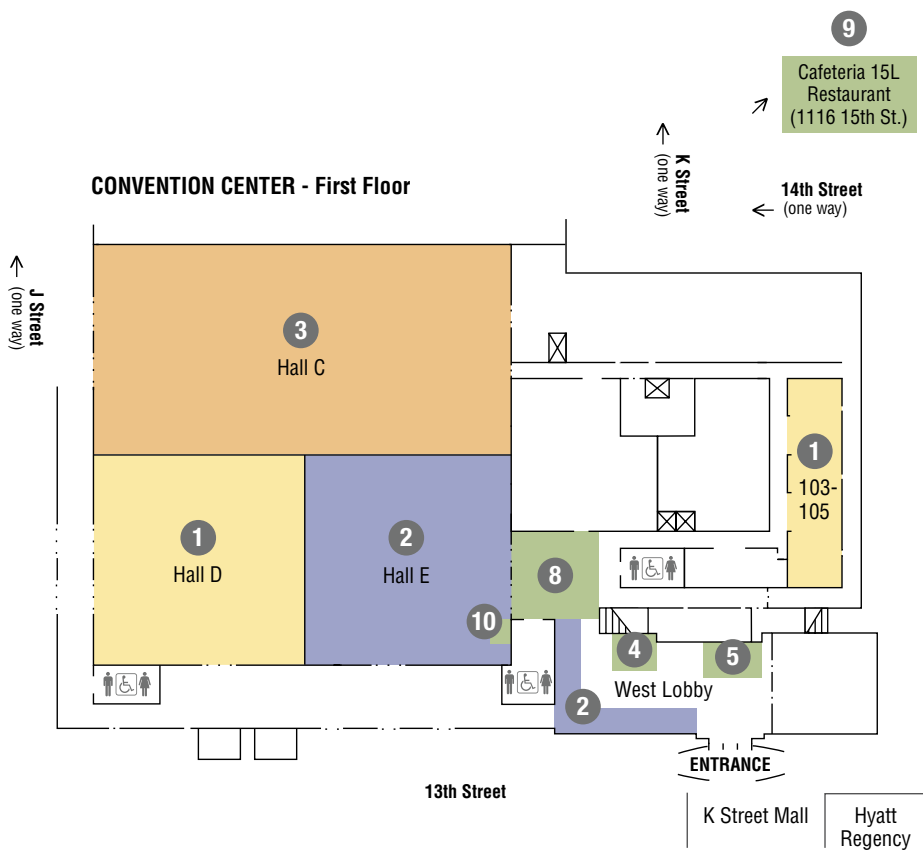 9
Cafeteria 15L
Restaurant
(1116 15th St.)
K Street
(one way)
CONVENTION CENTER - First Floor
14th Street
(one way)
J Street
(one way)
3
Hall C
1
103-
105
1
Hall D
2
Hall E
8
10
4
5
West Lobby
2
ENTRANCE
13th Street
K Street Mall
Hyatt
Regency